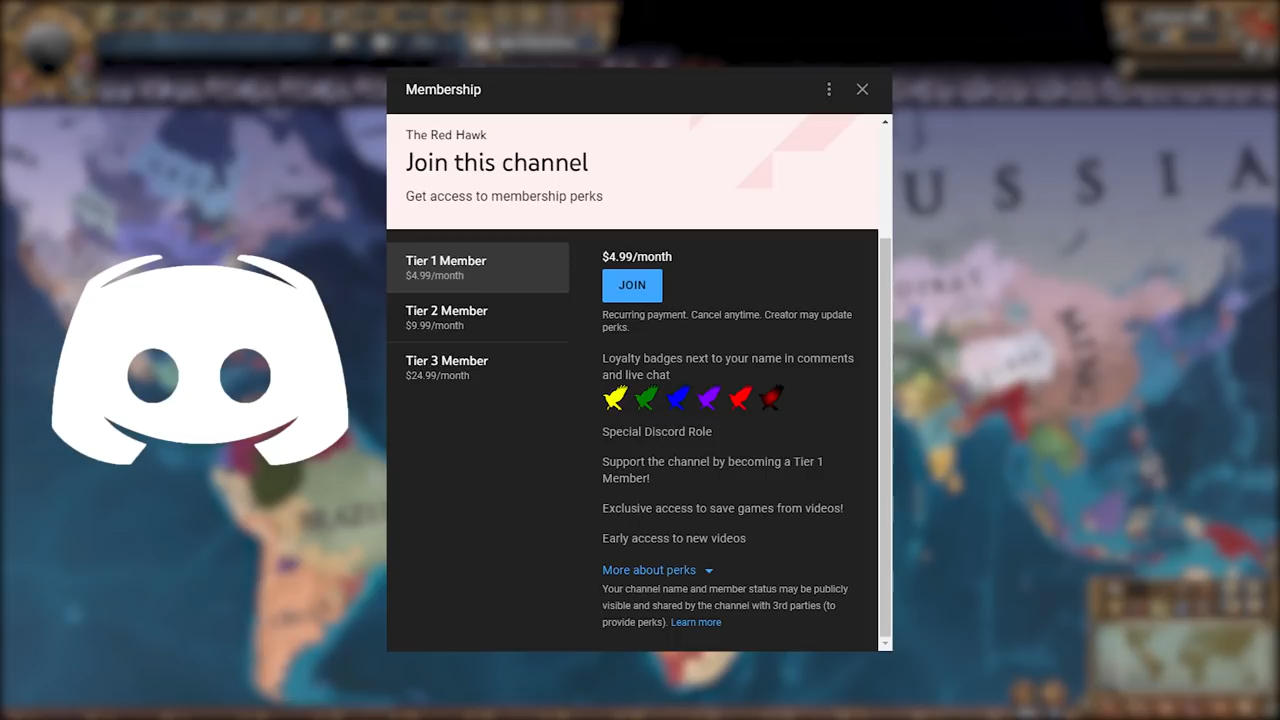 Membership
The Red Hawk
Join this channel
Get access to membership perks
Tier 1 Member
$4.99/month
Tier 2 Member
$9.99/month
Tier 3 Member
$24.99/month
$4.99/month
JOIN
Recurring payment. Cancel anytime. Creator may update
perks.
Loyalty badges next to your name in comments
and live chat
Special Discord Role
Support the channel by becoming a Tier 1
Member!
Exclusive access to save games from videos!
Early access to new videos
More about perks
Your channel name and member status may be publicly
visible and shared by the channel with 3rd parties (to
provide perks). Learn more
RUSSIA
MING
BRAZIL